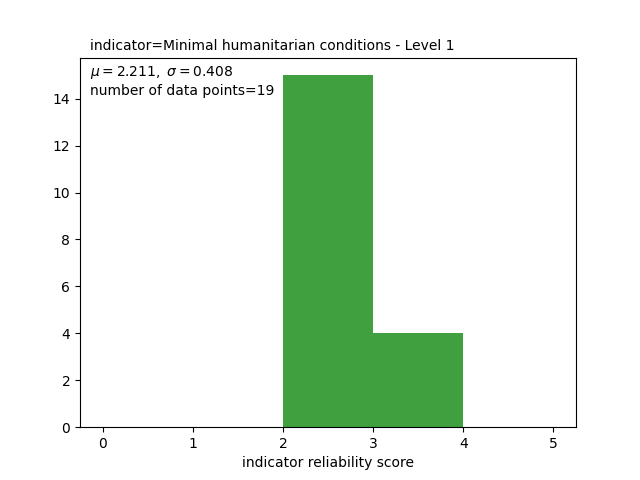 indicator=Minimal humanitarian conditions - Level 1
μ = 2.211, σ = 0.408
number of data points=19
14
12
10
8
6
4
2
0
0 1 2 3 4 5
indicator reliability score